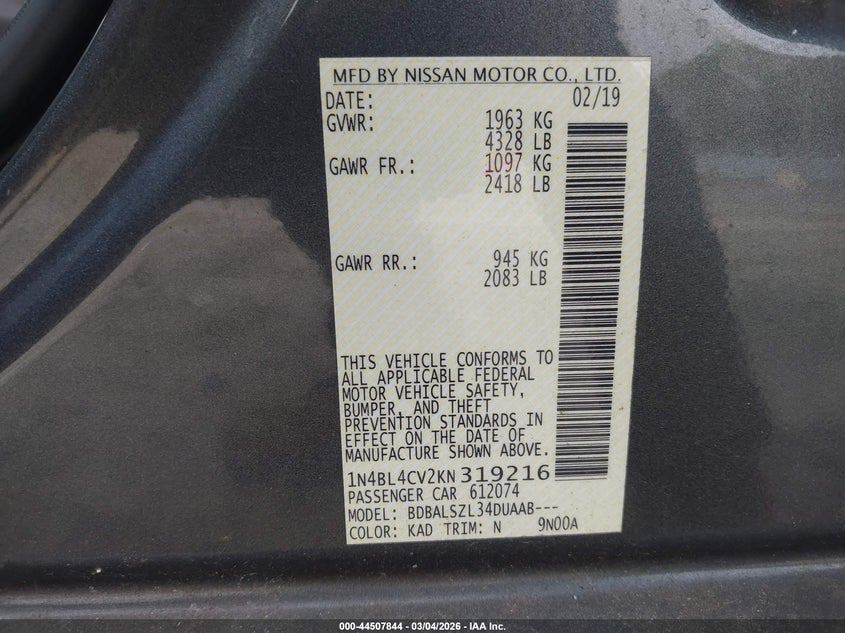 MFD BY NISSAN MOTOR CO., LTD.
DATE: 02/19
GVWR: 1963 KG
4328 LB
GAWR FR.: 1097 KG
2418 LB
GAWR RR.: 945 KG
2083 LB
THIS VEHICLE CONFORMS TO
ALL APPLICABLE FEDERAL
MOTOR VEHICLE SAFETY,
BUMPER, AND THEFT
PREVENTION STANDARDS IN
EFFECT ON THE DATE OF
MANUFACTURE SHOWN ABOVE.
1N4BL4CV2KN319216
PASSENGER CAR 612074
MODEL: BDBALSZL34DUAAB---
COLOR: KAD TRIM: N 9N00A
000-44507844 | 03/04/2026 - IAA Inc.